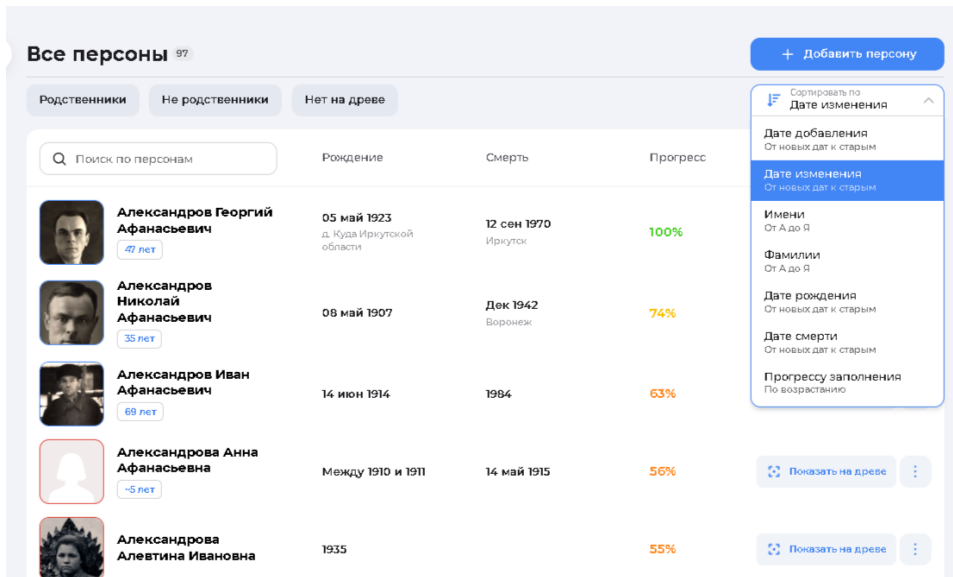 Все персоны 97
+ Добавить персону
Родственники
Не родственники
Нет на древе
Сортировать по
Дате изменения
Дате добавления
От новых дат к старым
Дате изменения
От новых дат к старым
Имени
От А до Я
Фамилии
От А до Я
Дате рождения
От новых дат к старым
Дате смерти
От новых дат к старым
Прогрессу заполнения
По возрастанию
Поиск по персонам
Рождение
Смерть
Прогресс
Александров Георгий
Афанасьевич
47 лет
05 май 1923
д. Куда Иркутской
области
12 сен 1970
Иркутск
100%
Александров
Николай
Афанасьевич
35 лет
08 май 1907
Дек 1942
Воронеж
74%
Александров Иван
Афанасьевич
69 лет
14 июн 1914
1984
63%
Александрова Анна
Афанасьевна
~5 лет
Между 1910 и 1911
14 май 1915
56%
Показать на древе
Александрова
Алевтина Ивановна
1935
55%
Показать на древе